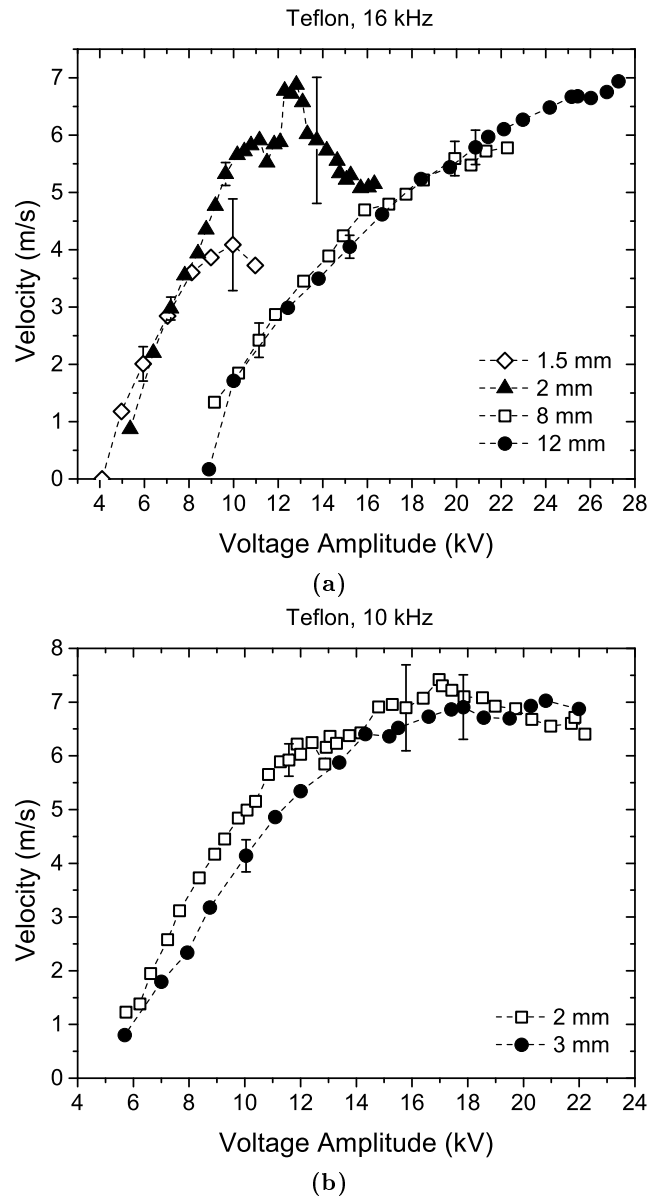 Teflon, 16 kHz
7
6
5
4
3
2
1
0
Velocity (m/s)
1.5 mm
2 mm
8 mm
12 mm
4 6 8 10 12 14 16 18 20 22 24 26 28
Voltage Amplitude (kV)
(a)
Teflon, 10 kHz
8
7
6
5
4
3
2
1
0
Velocity (m/s)
2 mm
3 mm
4 6 8 10 12 14 16 18 20 22 24
Voltage Amplitude (kV)
(b)